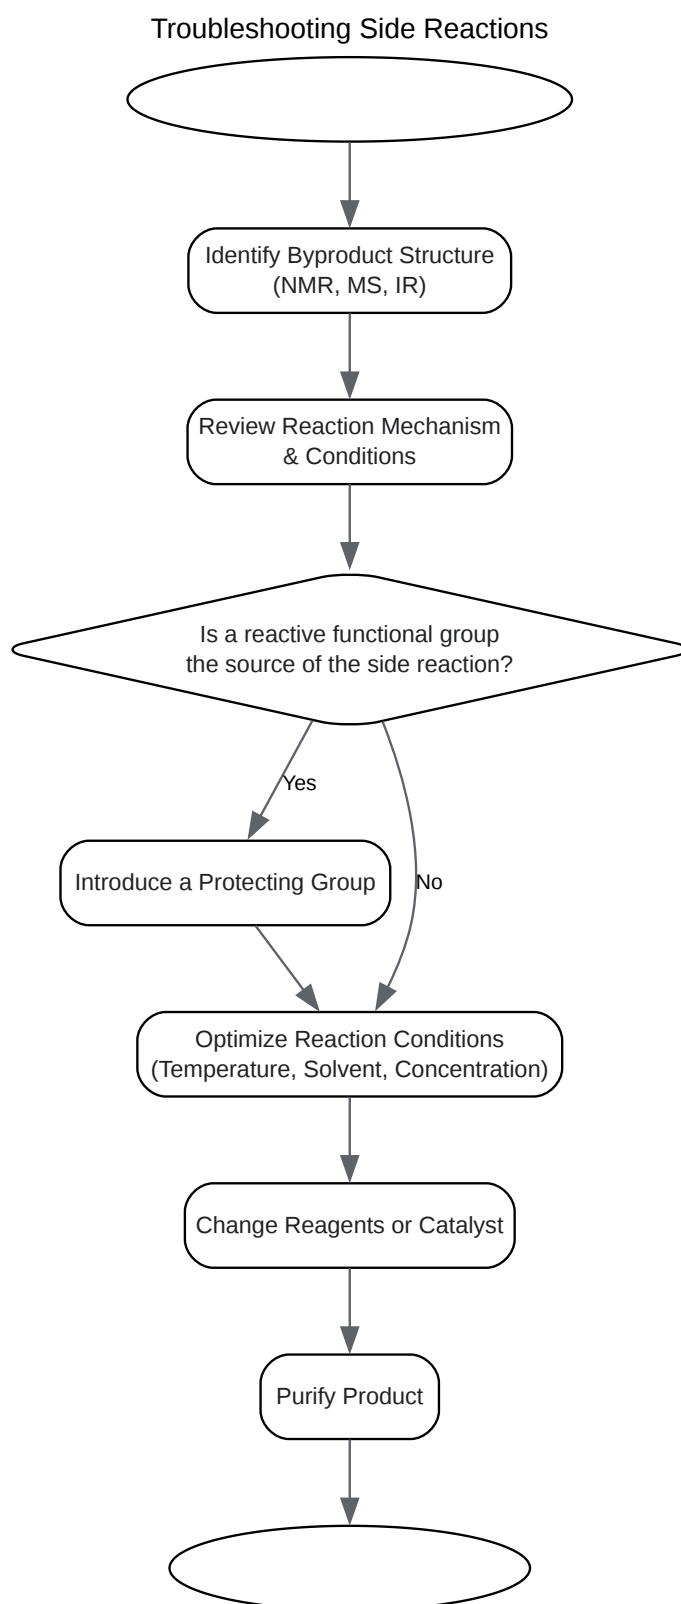 Troubleshooting Side Reactions
Identify Byproduct Structure
(NMR, MS, IR)
Review Reaction Mechanism
& Conditions
Is a reactive functional group
the source of the side reaction?
Yes
Introduce a Protecting Group
No
Optimize Reaction Conditions
(Temperature, Solvent, Concentration)
Change Reagents or Catalyst
Purify Product